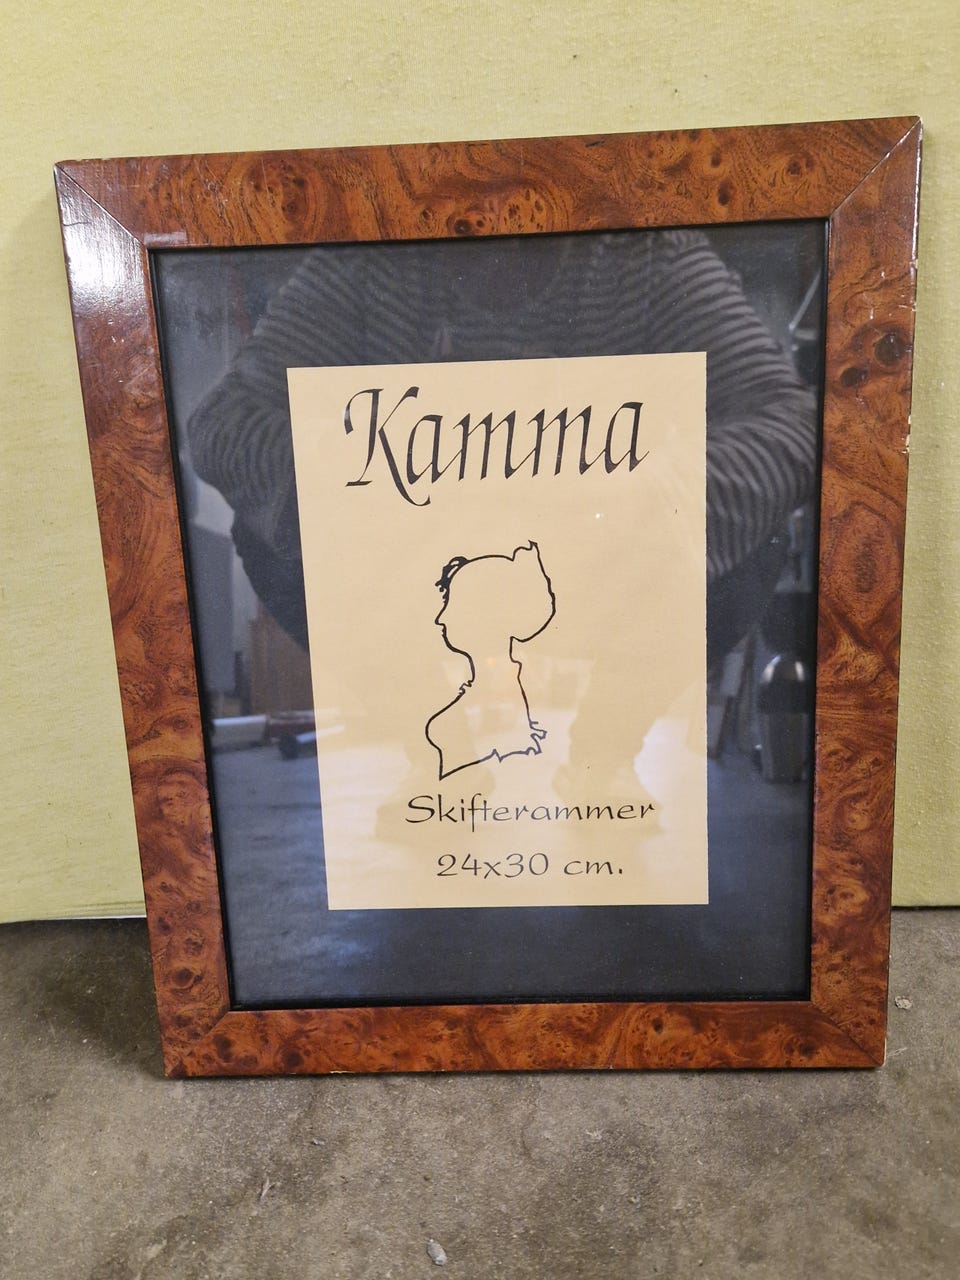 Kamma
Skifterammer
24x30 cm.